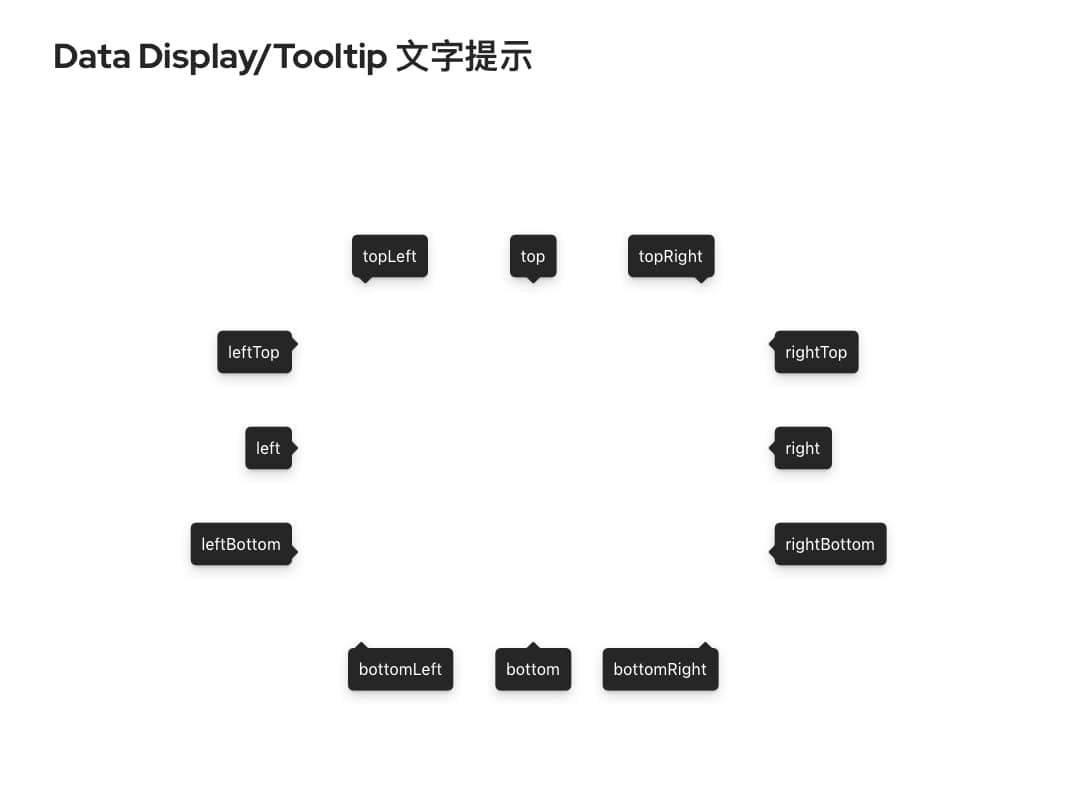 Data Display/Tooltip 文字提示
topLeft
top
topRight
leftTop
rightTop
left
right
leftBottom
rightBottom
bottomLeft
bottom
bottomRight